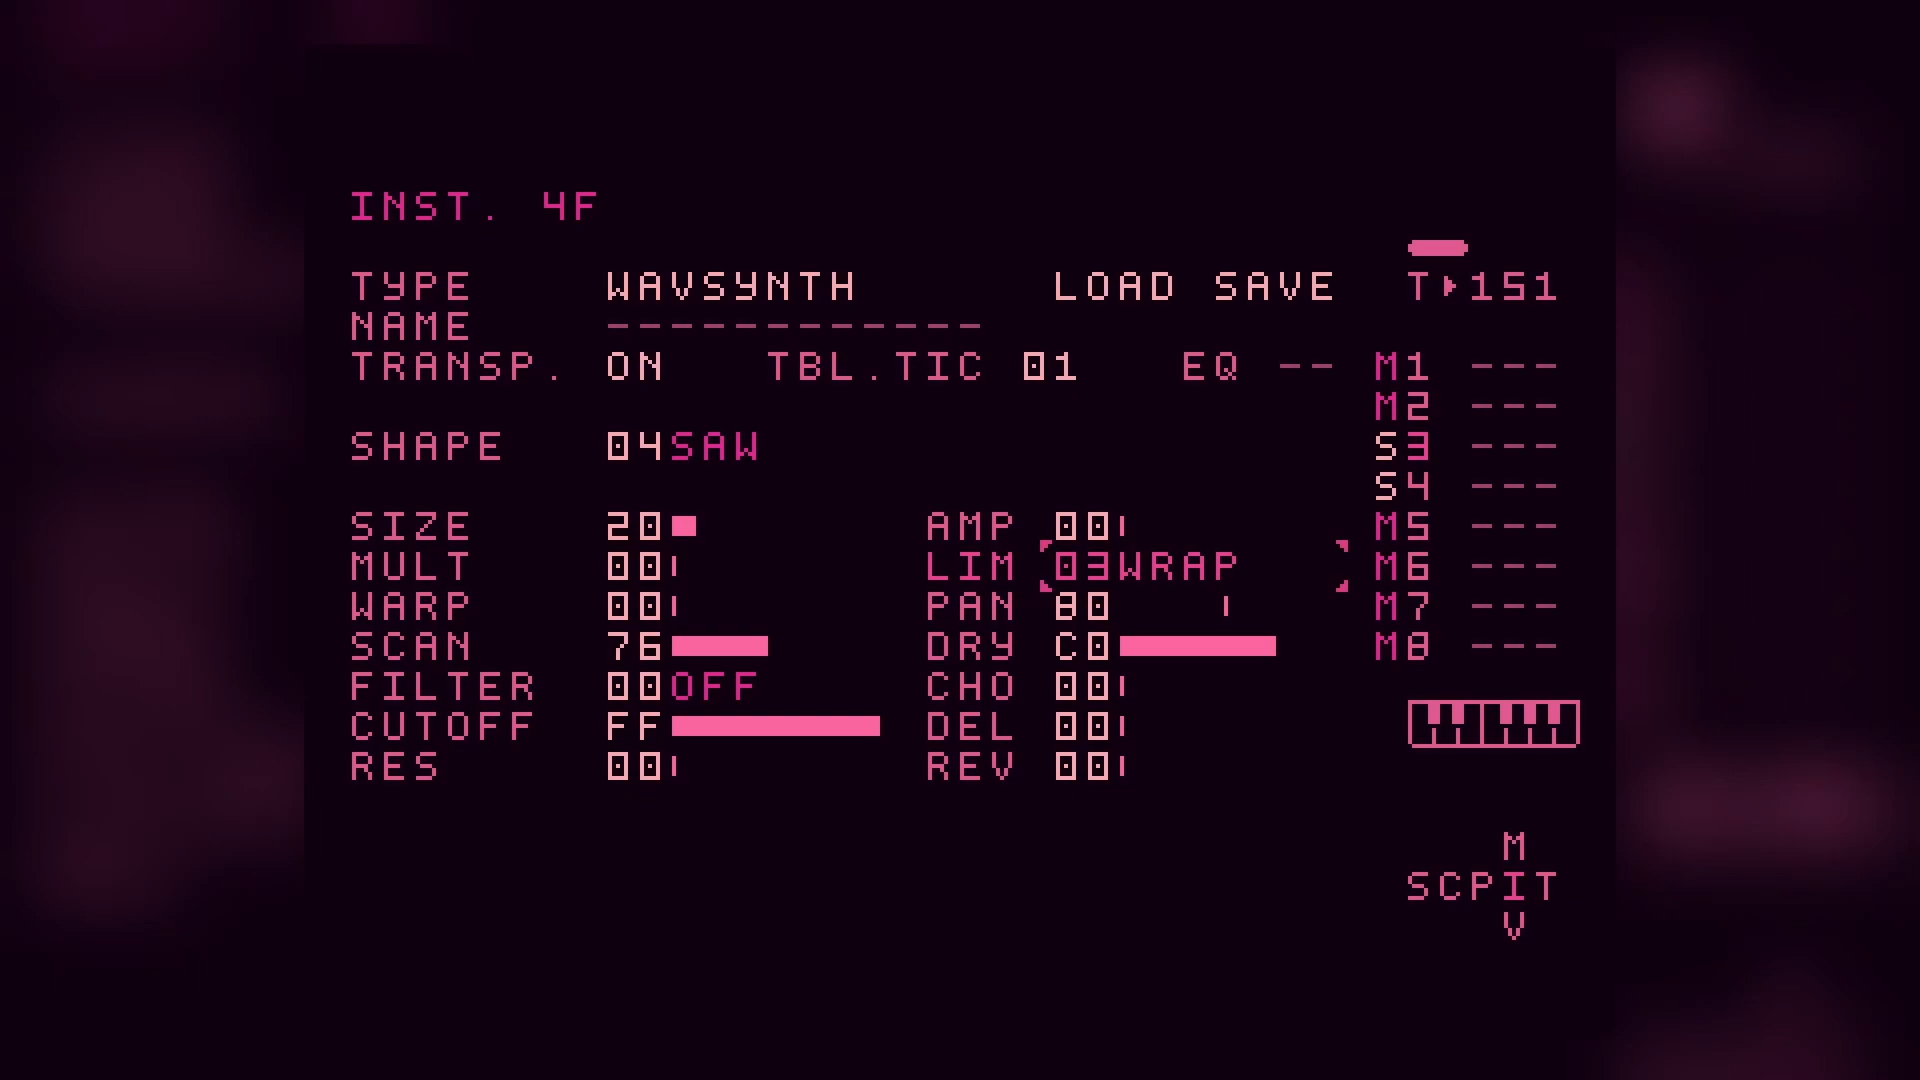 INST. 4F
TYPE WAVSYNTH LOAD SAVE T▸151
NAME ------------
TRANSP. ON TBL.TIC 01 EQ -- M1 ---
M2 ---
SHAPE 04SAW S3 ---
S4 ---
SIZE 20 AMP 00 M5 ---
MULT 00 LIM 03WRAP M6 ---
WARP 00 PAN 80 M7 ---
SCAN 76 DRY C0 M8 ---
FILTER 00OFF CHO 00
CUTOFF FF DEL 00
RES 00 REV 00
M
SCPIT
V